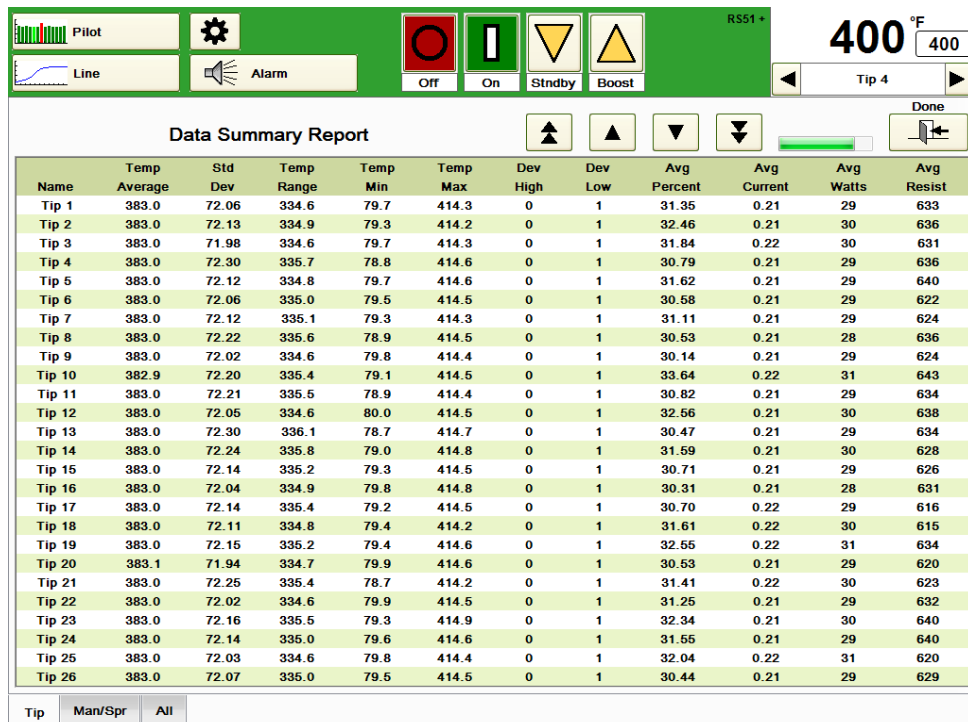 Pilot
Line
Alarm
Off On Stndby Boost
RS51 +
400 °F 400
Tip 4
Done
Data Summary Report
Temp Std Temp Temp Temp Dev Dev Avg Avg Avg Avg
Name Average Dev Range Min Max High Low Percent Current Watts Resist
Tip 1 383.0 72.06 334.6 79.7 414.3 0 1 31.35 0.21 29 633
Tip 2 383.0 72.13 334.9 79.3 414.2 0 1 32.46 0.21 30 636
Tip 3 383.0 71.98 334.6 79.7 414.3 0 1 31.84 0.22 30 631
Tip 4 383.0 72.30 335.7 78.8 414.6 0 1 30.79 0.21 29 636
Tip 5 383.0 72.12 334.8 79.7 414.6 0 1 31.62 0.21 29 640
Tip 6 383.0 72.06 335.0 79.5 414.5 0 1 30.58 0.21 29 622
Tip 7 383.0 72.12 335.1 79.3 414.3 0 1 31.11 0.21 29 624
Tip 8 383.0 72.22 335.6 78.9 414.5 0 1 30.53 0.21 28 636
Tip 9 383.0 72.02 334.6 79.8 414.4 0 1 30.14 0.21 29 624
Tip 10 382.9 72.20 335.4 79.1 414.5 0 1 33.64 0.22 31 643
Tip 11 383.0 72.21 335.5 78.9 414.4 0 1 30.82 0.21 29 634
Tip 12 383.0 72.05 334.6 80.0 414.5 0 1 32.56 0.21 30 638
Tip 13 383.0 72.30 336.1 78.7 414.7 0 1 30.47 0.21 29 634
Tip 14 383.0 72.24 335.8 79.0 414.8 0 1 31.59 0.21 30 628
Tip 15 383.0 72.14 335.2 79.3 414.5 0 1 30.71 0.21 29 626
Tip 16 383.0 72.04 334.9 79.8 414.8 0 1 30.31 0.21 28 631
Tip 17 383.0 72.14 335.4 79.2 414.5 0 1 30.70 0.22 29 616
Tip 18 383.0 72.11 334.8 79.4 414.2 0 1 31.61 0.22 30 615
Tip 19 383.0 72.15 335.2 79.4 414.6 0 1 32.55 0.22 31 634
Tip 20 383.1 71.94 334.7 79.9 414.6 0 1 30.53 0.21 29 620
Tip 21 383.0 72.25 335.4 78.7 414.2 0 1 31.41 0.22 30 623
Tip 22 383.0 72.02 334.6 79.9 414.5 0 1 31.25 0.21 29 632
Tip 23 383.0 72.16 335.5 79.3 414.9 0 1 32.34 0.21 30 640
Tip 24 383.0 72.14 335.0 79.6 414.6 0 1 31.55 0.21 29 640
Tip 25 383.0 72.03 334.6 79.8 414.4 0 1 32.04 0.22 31 620
Tip 26 383.0 72.07 335.0 79.5 414.5 0 1 30.44 0.21 29 629
Tip Man/Spr All